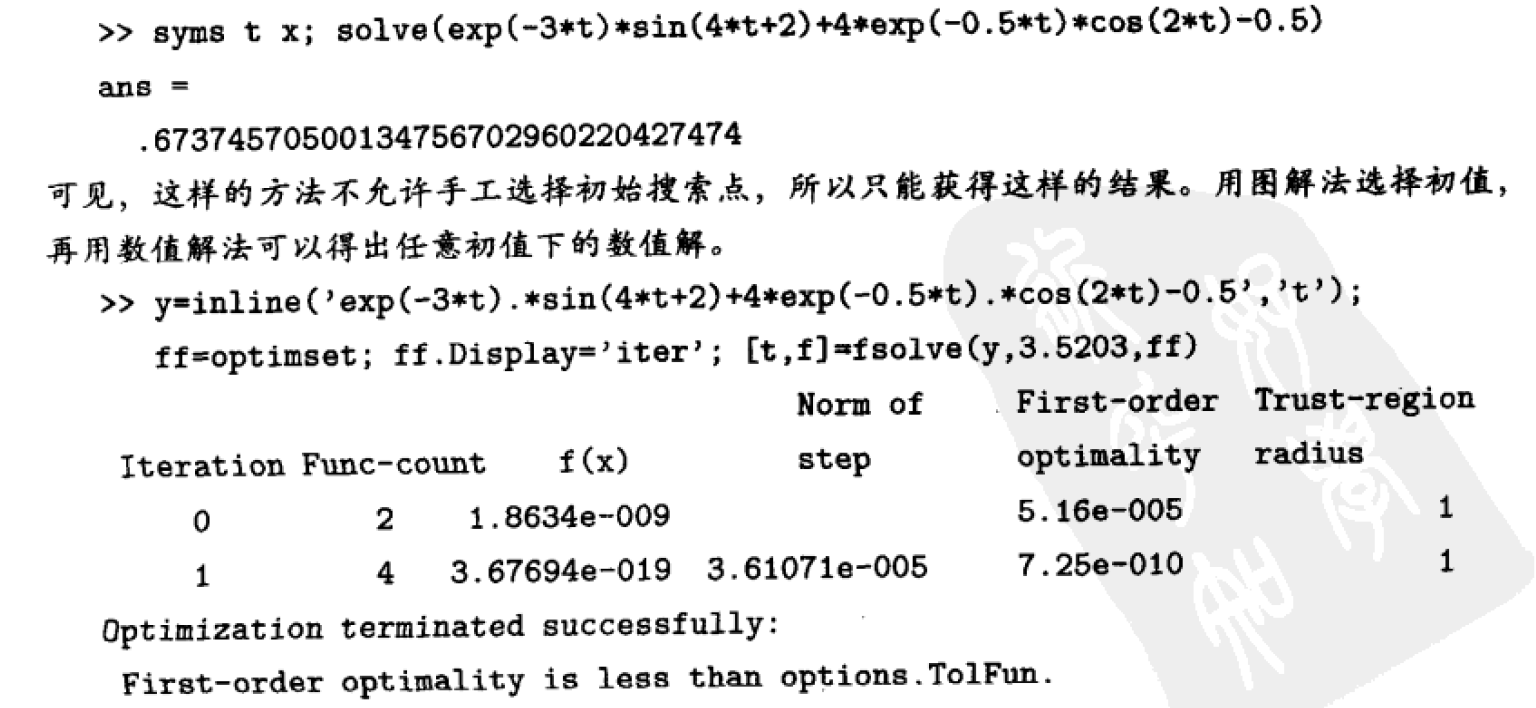 >> syms t x; solve(exp(-3*t)*sin(4*t+2)+4*exp(-0.5*t)*cos(2*t)-0.5)
ans =
.67374570500134756702960220427474
可见，这样的方法不允许手工选择初始搜索点，所以只能获得这样的结果。用图解法选择初值，
再用数值解法可以得出任意初值下的数值解。
>> y=inline('exp(-3*t).*sin(4*t+2)+4*exp(-0.5*t).*cos(2*t)-0.5','t');
ff=optimset; ff.Display='iter'; [t,f]=fsolve(y,3.5203,ff)
Norm of First-order Trust-region
Iteration Func-count f(x) step optimality radius
0 2 1.8634e-009 5.16e-005 1
1 4 3.67694e-019 3.61071e-005 7.25e-010 1
Optimization terminated successfully:
First-order optimality is less than options.TolFun.